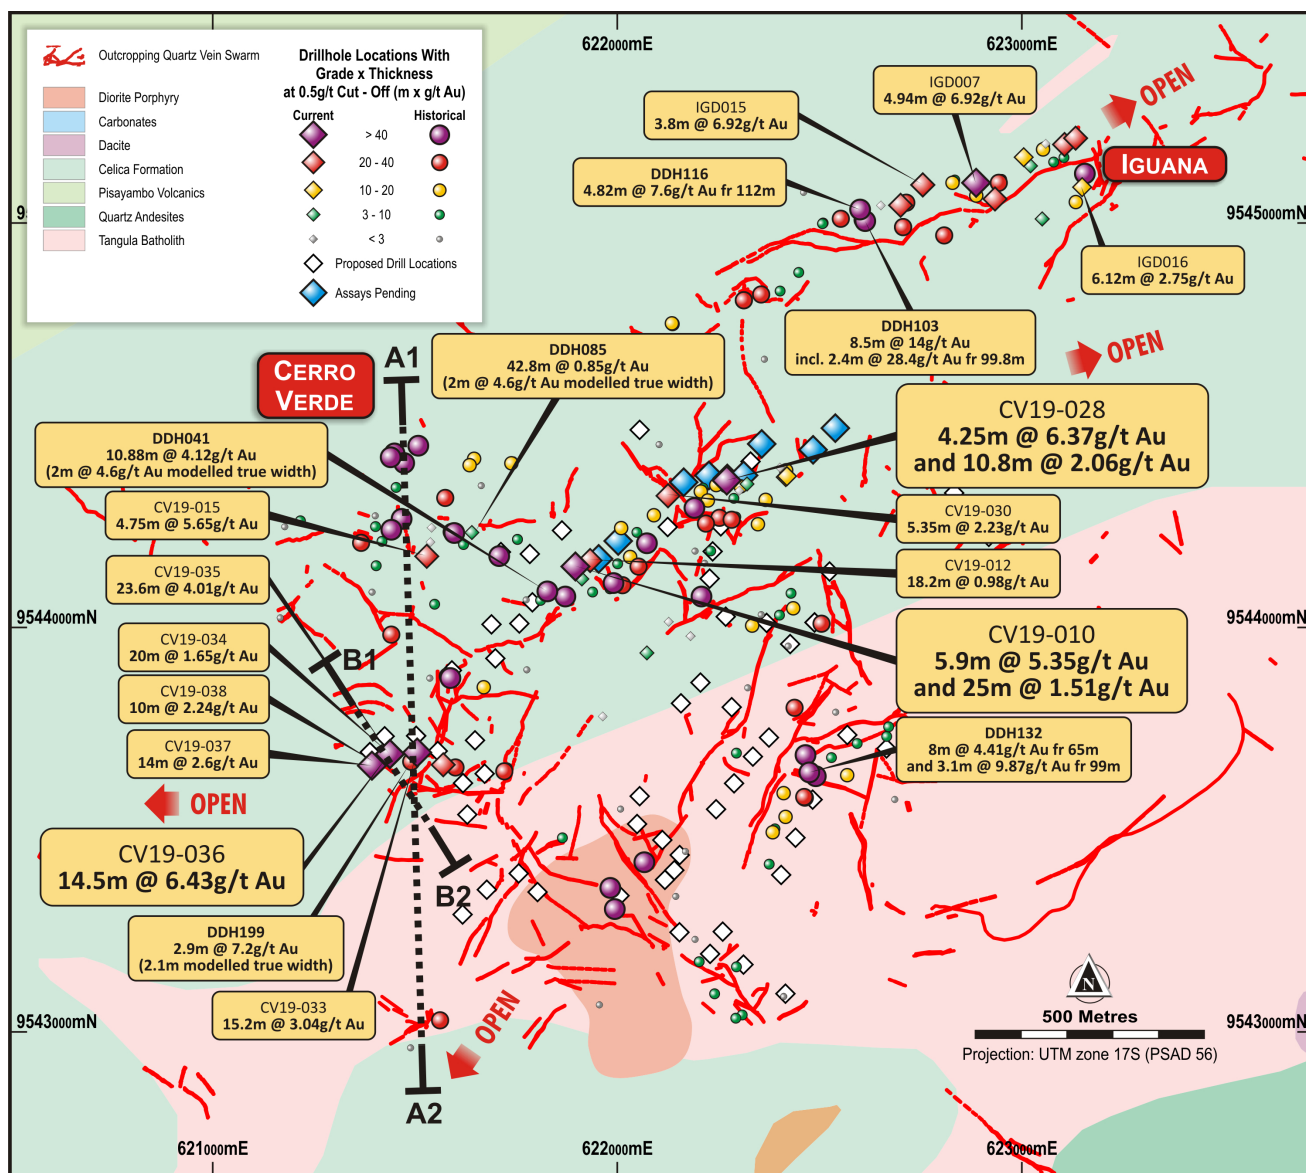 622000mE
623000mE
Outcropping Quartz Vein Swarm
Diorite Porphyry
Carbonates
Dacite
Celica Formation
Pisayambo Volcanics
Quartz Andesites
Tangula Batholith
Drillhole Locations With
Grade x Thickness
at 0.5g/t Cut - Off (m x g/t Au)
Current
Historical
> 40
20 - 40
10 - 20
3 - 10
< 3
Proposed Drill Locations
Assays Pending
IGD007
4.94m @ 6.92g/t Au
OPEN
IGD015
3.8m @ 6.92g/t Au
IGUANA
DDH116
4.82m @ 7.6g/t Au fr 112m
9545000mN
IGD016
6.12m @ 2.75g/t Au
DDH103
8.5m @ 14g/t Au
incl. 2.4m @ 28.4g/t Au fr 99.8m
OPEN
CERRO
VERDE
A1
DDH085
42.8m @ 0.85g/t Au
(2m @ 4.6g/t Au modelled true width)
CV19-028
4.25m @ 6.37g/t Au
and 10.8m @ 2.06g/t Au
DDH041
10.88m @ 4.12g/t Au
(2m @ 4.6g/t Au modelled true width)
CV19-015
4.75m @ 5.65g/t Au
CV19-030
5.35m @ 2.23g/t Au
CV19-035
23.6m @ 4.01g/t Au
CV19-012
18.2m @ 0.98g/t Au
9544000mN
9544000mN
CV19-034
20m @ 1.65g/t Au
B1
CV19-010
5.9m @ 5.35g/t Au
and 25m @ 1.51g/t Au
CV19-038
10m @ 2.24g/t Au
CV19-037
14m @ 2.6g/t Au
DDH132
8m @ 4.41g/t Au fr 65m
and 3.1m @ 9.87g/t Au fr 99m
OPEN
CV19-036
14.5m @ 6.43g/t Au
B2
DDH199
2.9m @ 7.2g/t Au
(2.1m modelled true width)
CV19-033
15.2m @ 3.04g/t Au
OPEN
N
9543000mN
500 Metres
9543000mN
Projection: UTM zone 17S (PSAD 56)
A2
621000mE
622000mE
623000mE